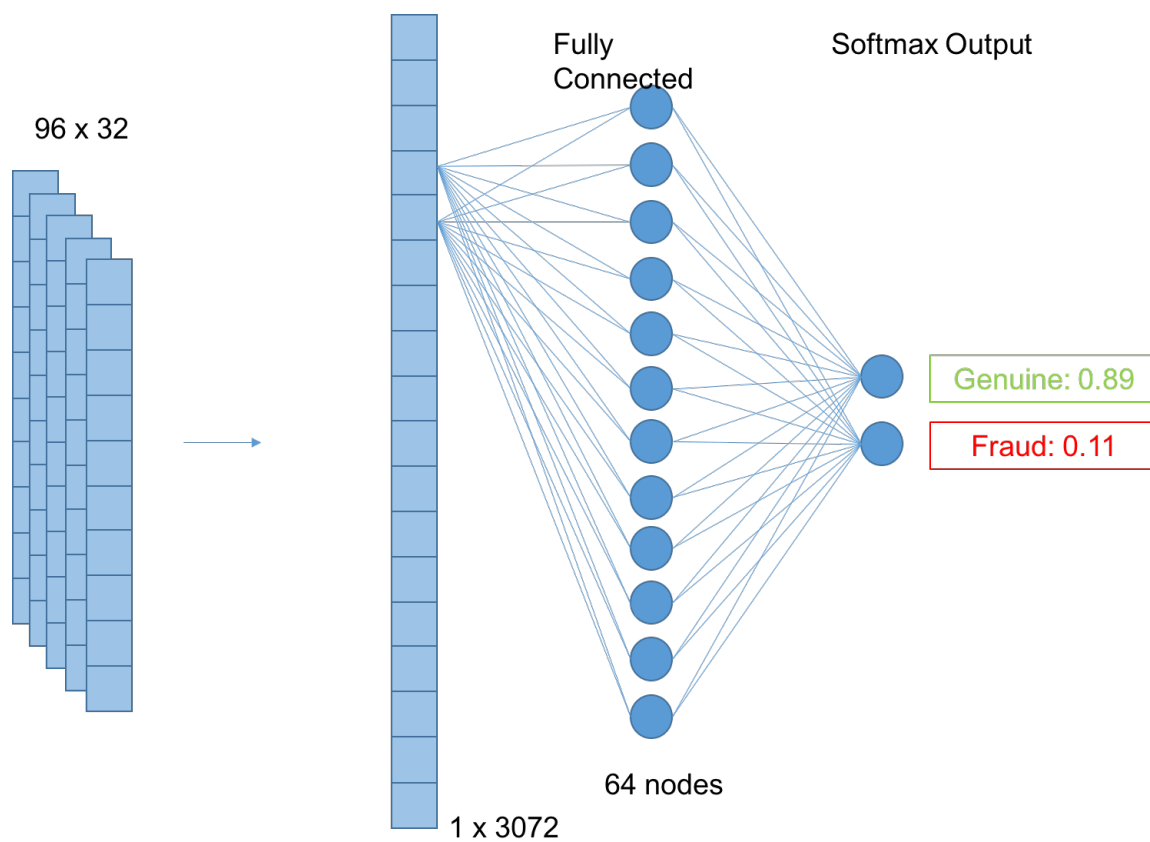 96 x 32
Fully
Connected
Softmax Output
Genuine: 0.89
Fraud: 0.11
64 nodes
1 x 3072